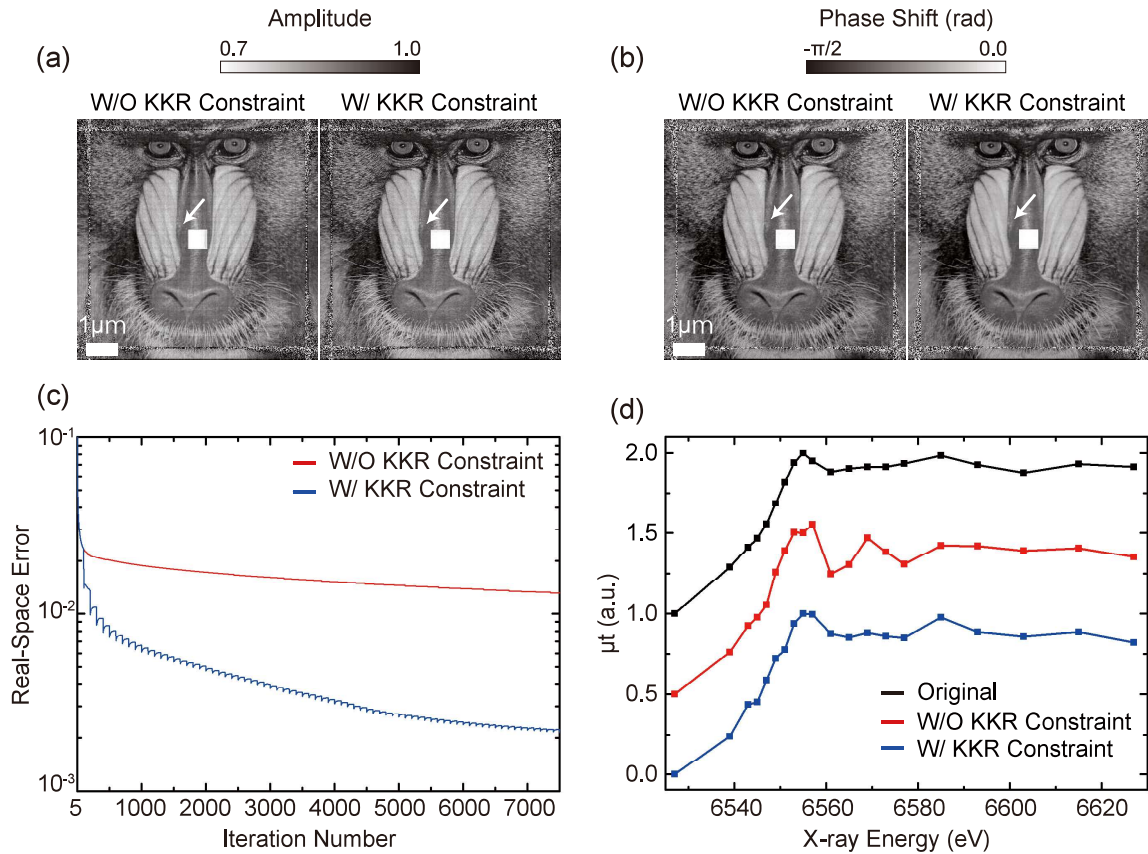 Amplitude
0.7 1.0
(a)
W/O KKR Constraint W/ KKR Constraint
1μm
Phase Shift (rad)
-π/2 0.0
(b)
W/O KKR Constraint W/ KKR Constraint
1μm
(c)
10-1
10-2
10-3
Real-Space Error
W/O KKR Constraint
W/ KKR Constraint
5 1000 2000 3000 4000 5000 6000 7000
Iteration Number
(d)
2.0
1.5
1.0
0.5
0.0
μt (a.u.)
Original
W/O KKR Constraint
W/ KKR Constraint
6540 6560 6580 6600 6620
X-ray Energy (eV)